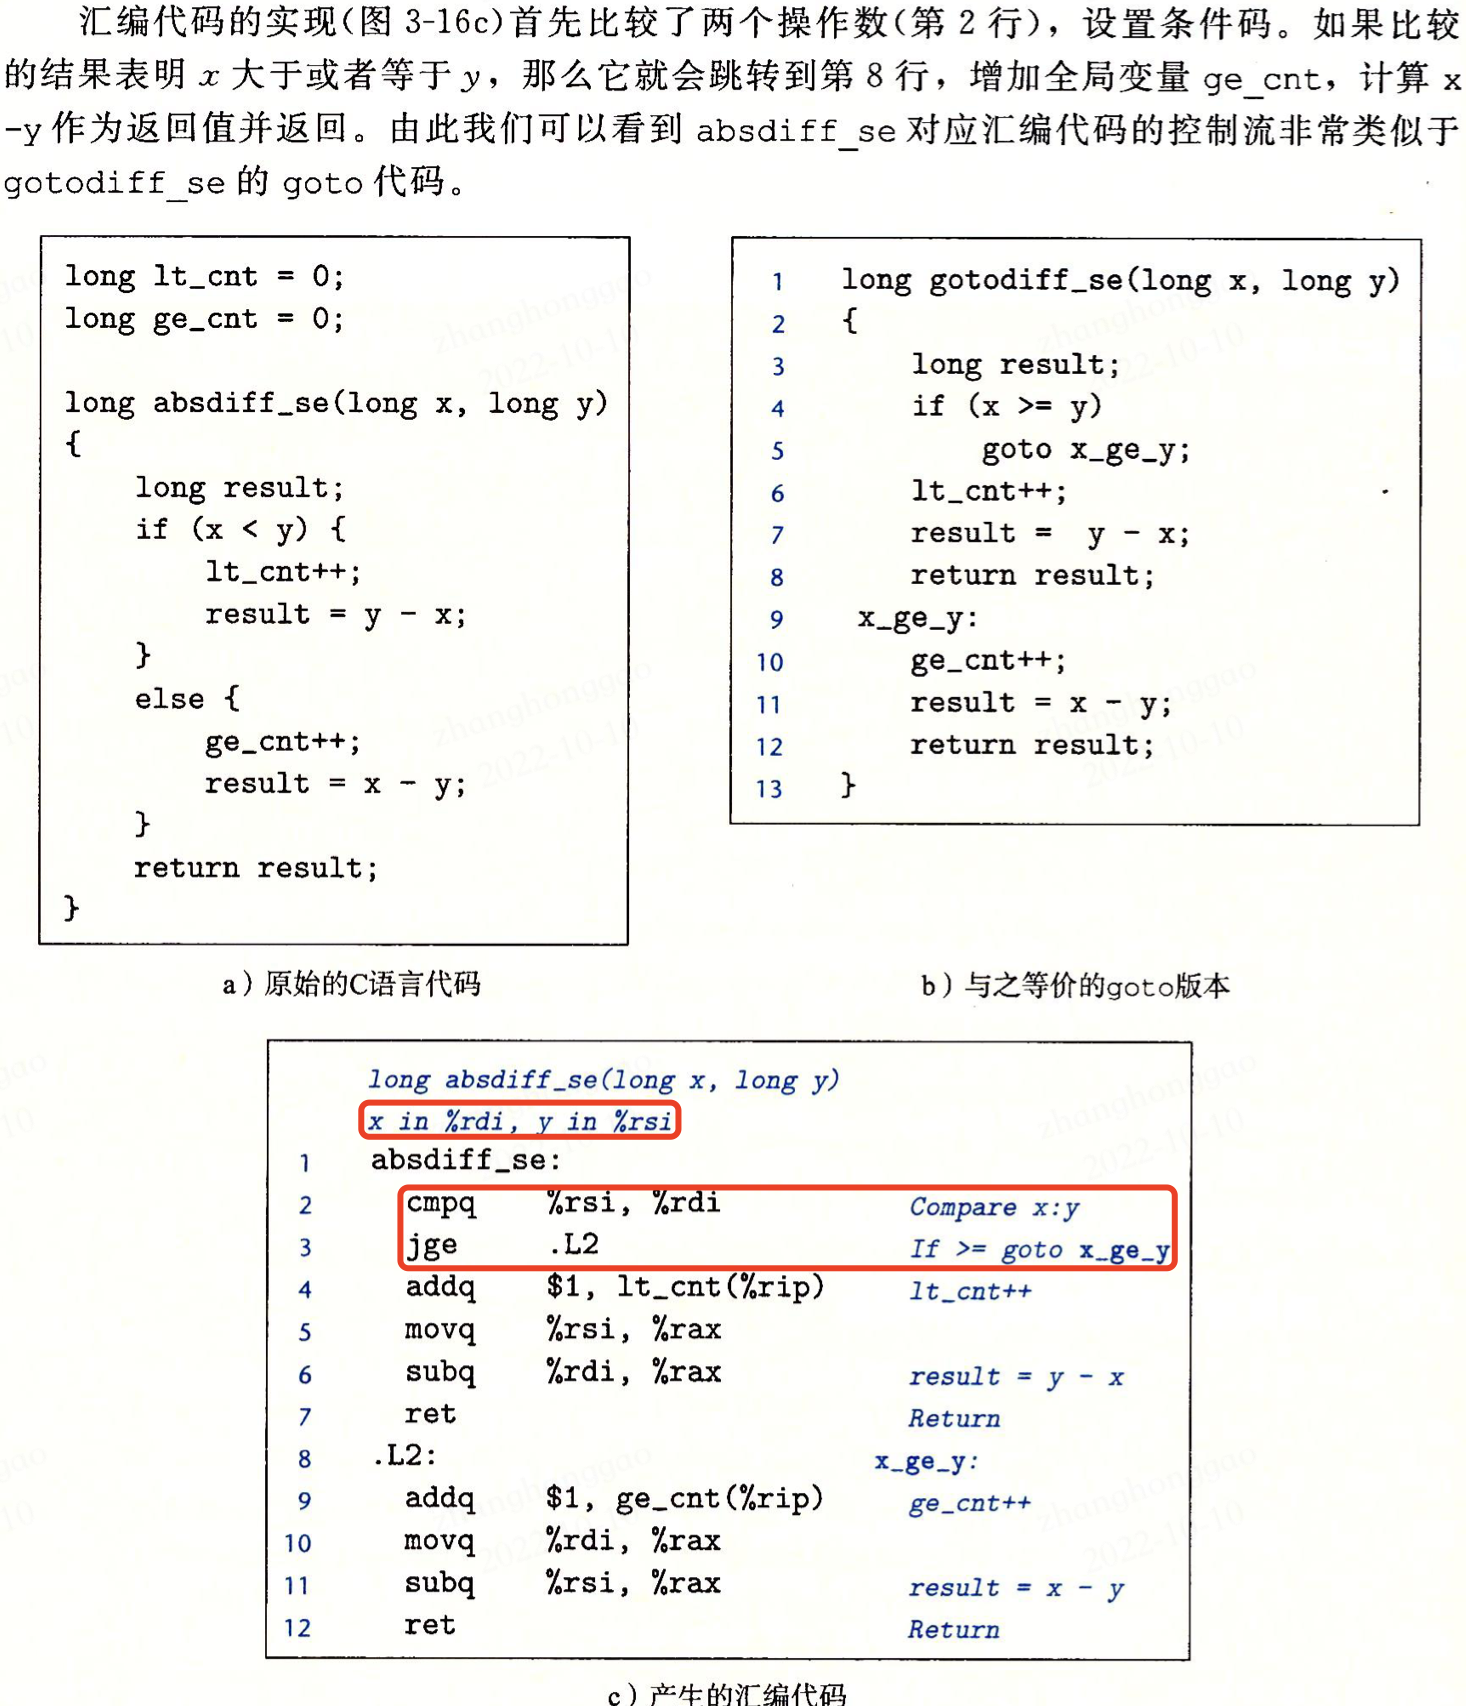 汇编代码的实现(图 3-16c)首先比较了两个操作数(第 2 行)，设置条件码。如果比较
的结果表明 x 大于或者等于 y，那么它就会跳转到第 8 行，增加全局变量 ge_cnt，计算 x
-y 作为返回值并返回。由此我们可以看到 absdiff_se 对应汇编代码的控制流非常类似于
gotodiff_se 的 goto 代码。
long lt_cnt = 0;
long ge_cnt = 0;
long absdiff_se(long x, long y)
{
long result;
if (x < y) {
lt_cnt++;
result = y - x;
}
else {
ge_cnt++;
result = x - y;
}
return result;
}
a）原始的C语言代码
1 long gotodiff_se(long x, long y)
2 {
3 long result;
4 if (x >= y)
5 goto x_ge_y;
6 lt_cnt++;
7 result = y - x;
8 return result;
9 x_ge_y:
10 ge_cnt++;
11 result = x - y;
12 return result;
13 }
b）与之等价的goto版本
long absdiff_se(long x, long y)
x in %rdi, y in %rsi
1 absdiff_se:
2 cmpq %rsi, %rdi Compare x:y
3 jge .L2 If >= goto x_ge_y
4 addq $1, lt_cnt(%rip) lt_cnt++
5 movq %rsi, %rax
6 subq %rdi, %rax result = y - x
7 ret Return
8 .L2: x_ge_y:
9 addq $1, ge_cnt(%rip) ge_cnt++
10 movq %rdi, %rax
11 subq %rsi, %rax result = x - y
12 ret Return
c）产生的汇编代码
zhanghonggao
2022-10-10